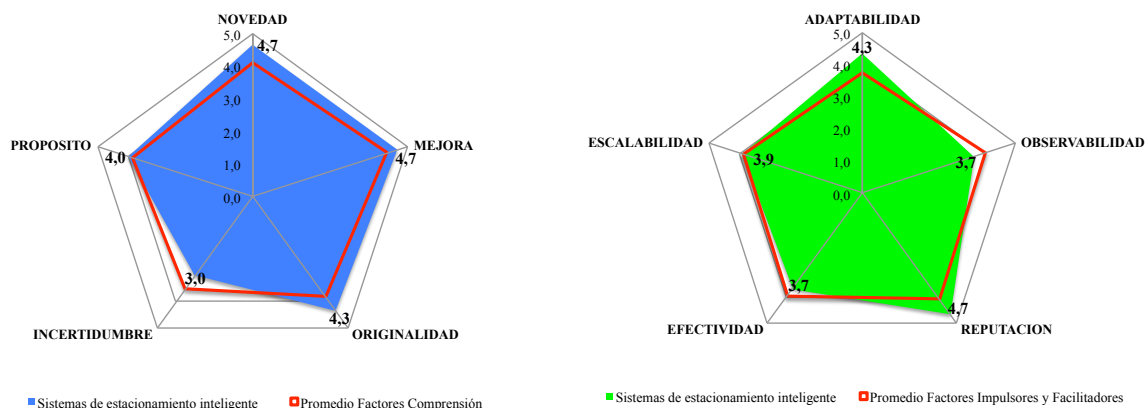 NOVEDAD
5,0
4,7
4,0
3,0
2,0
1,0
0,0
PROPOSITO
4,0
MEJORA
4,7
INCERTIDUMBRE
3,0
ORIGINALIDAD
4,3
Sistemas de estacionamiento inteligente
Promedio Factores Comprensión
ADAPTABILIDAD
5,0
4,3
4,0
3,0
2,0
1,0
0,0
ESCALABILIDAD
3,9
OBSERVABILIDAD
3,7
EFECTIVIDAD
3,7
REPUTACION
4,7
Sistemas de estacionamiento inteligente
Promedio Factores Impulsores y Facilitadores